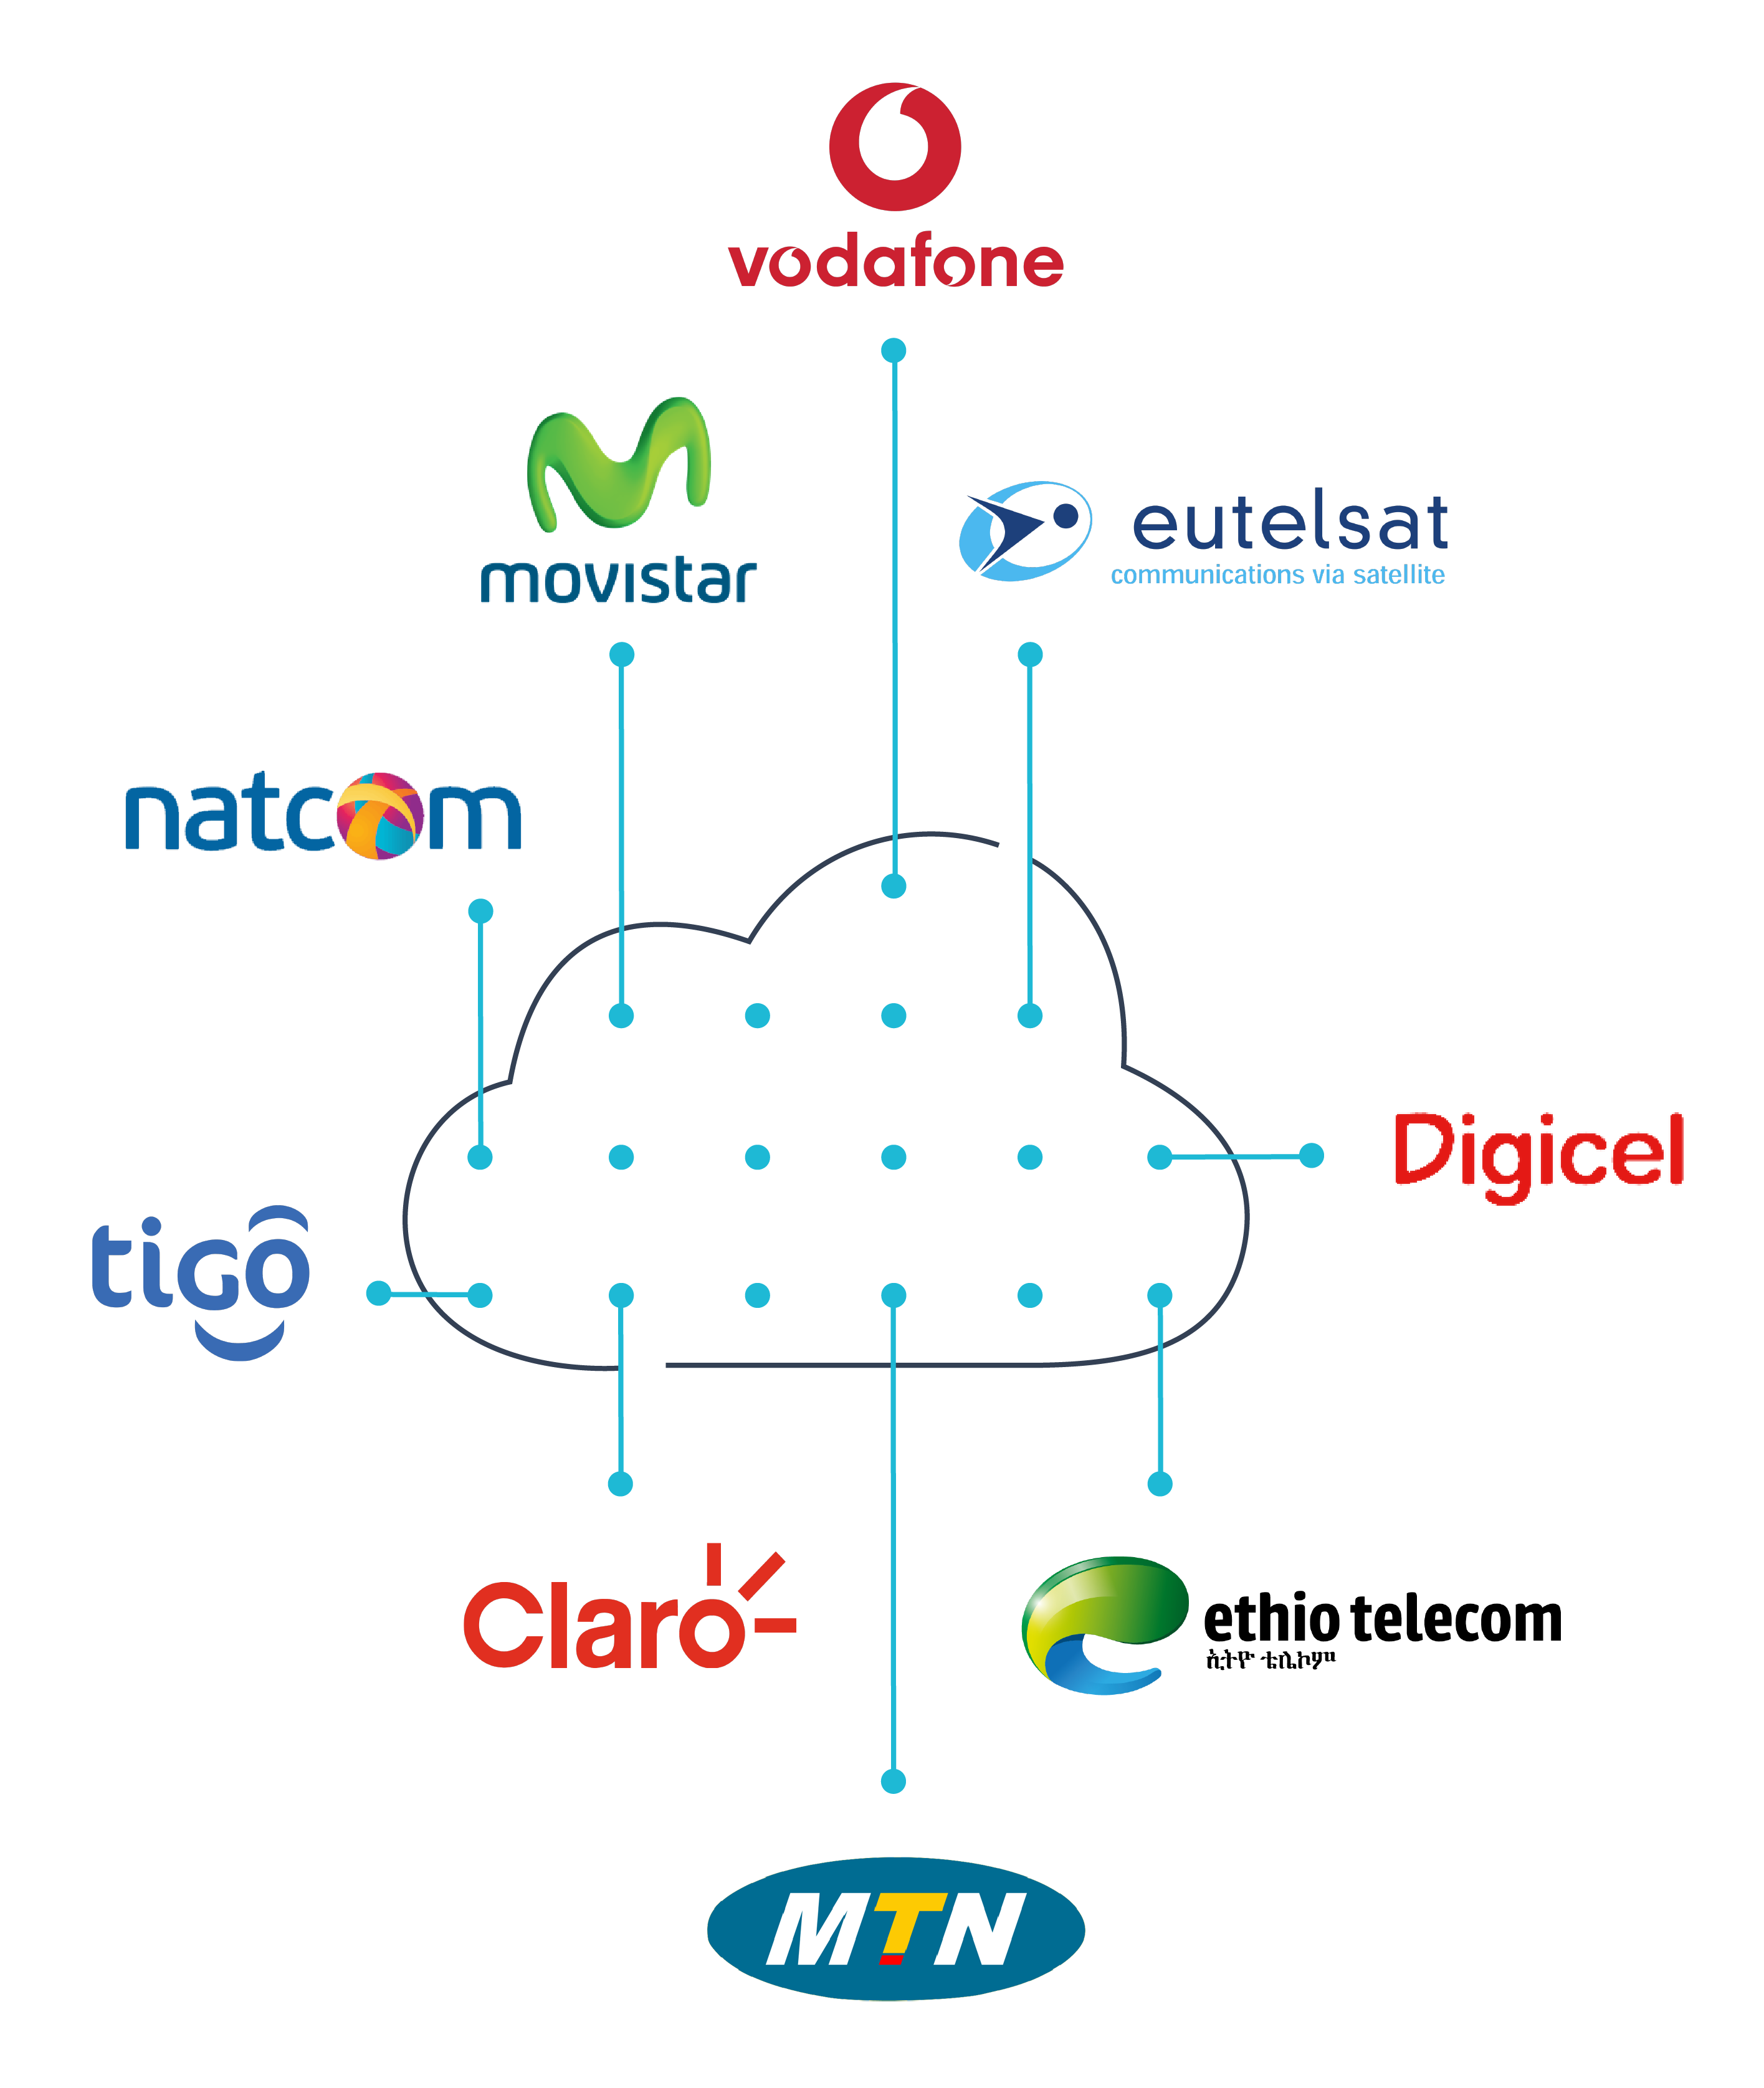 vodafone
movistar
eutelsat
communications via satellite
natcom
Digicel
tigo
Claro
ethio telecom
ኢትዮ ቴሌኮም
MTN